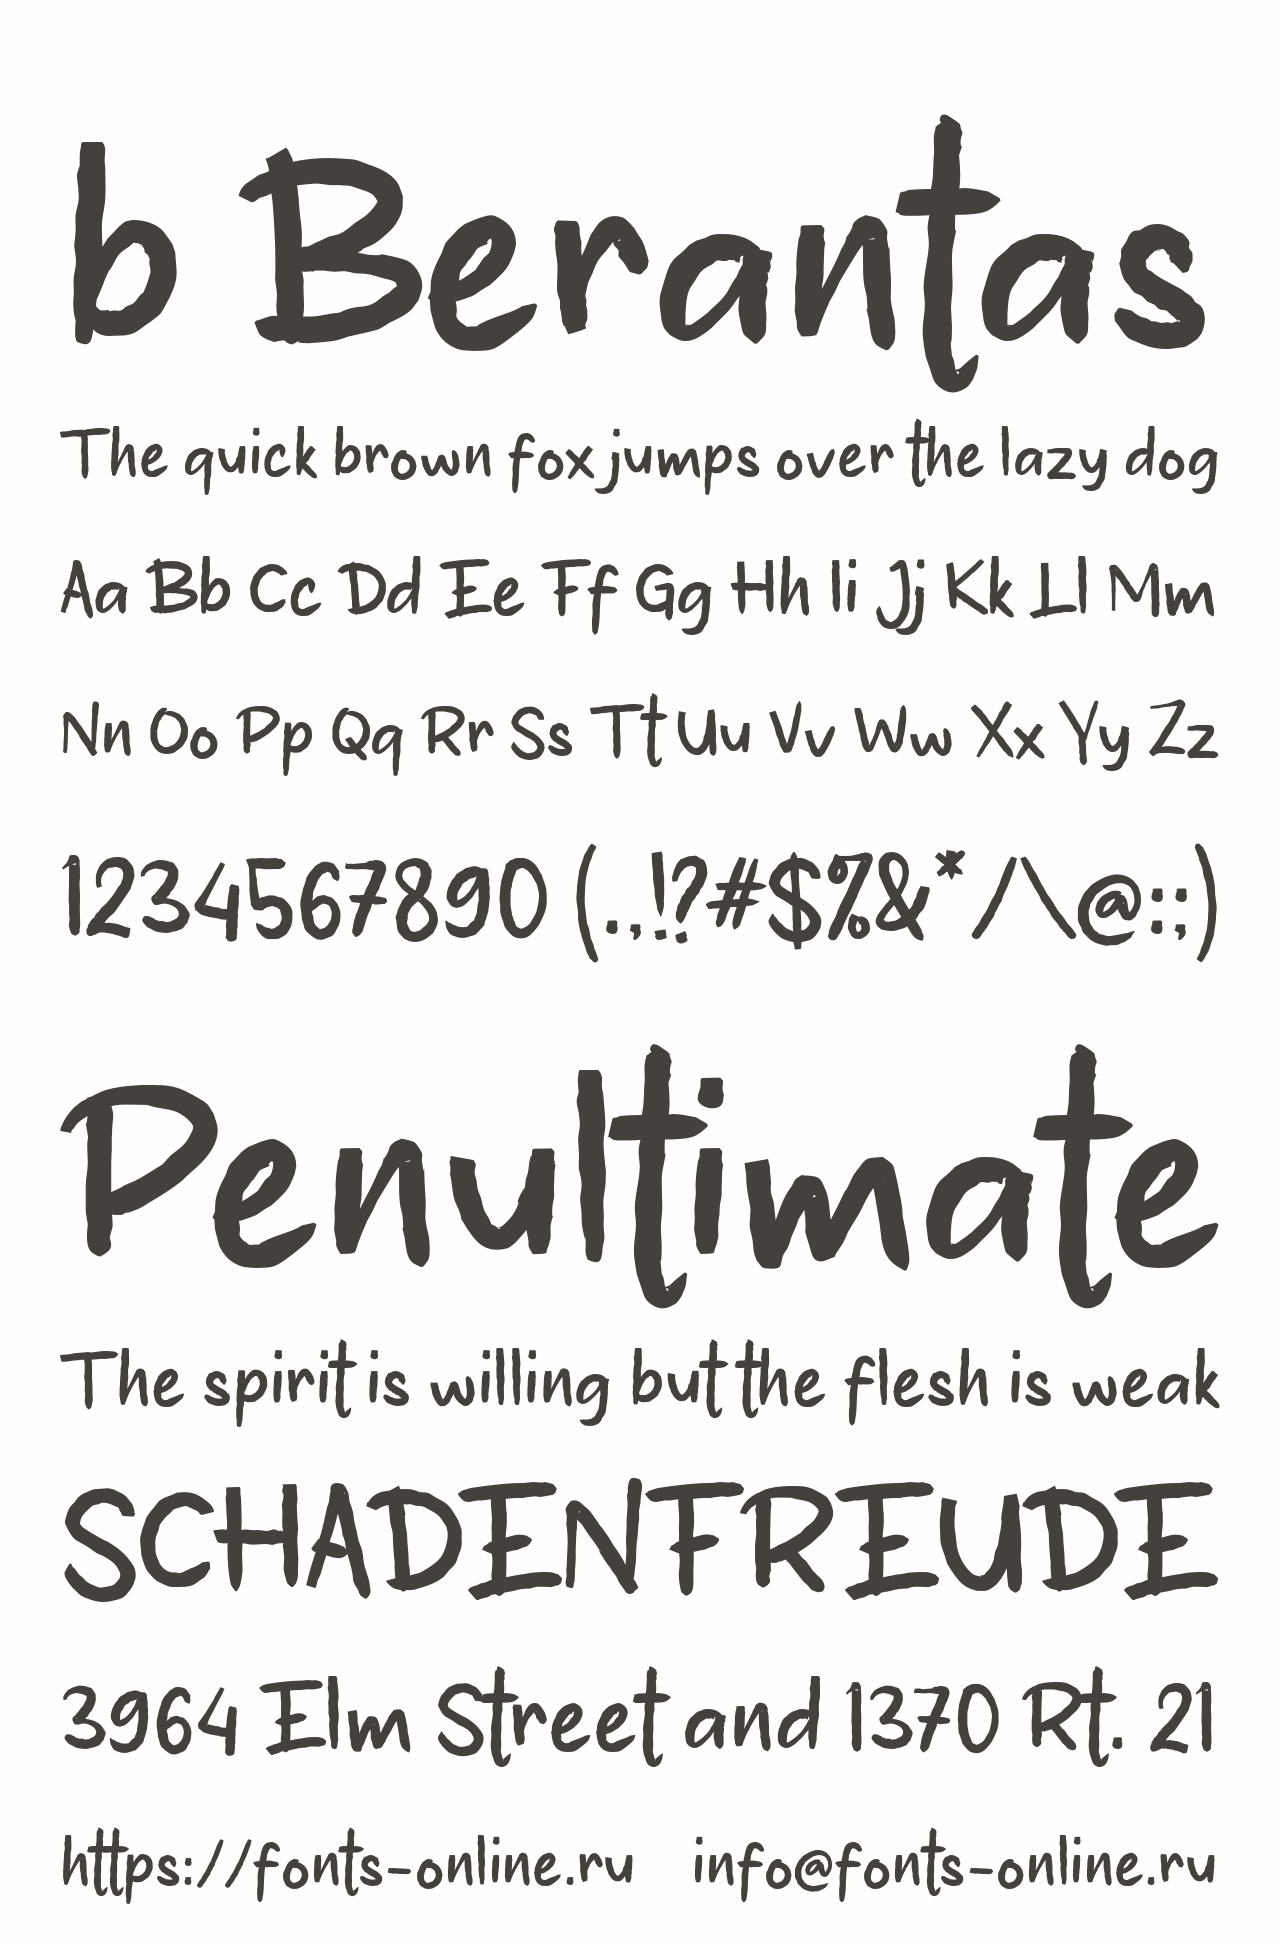 b Berantas
The quick brown fox jumps over the lazy dog
Aa Bb Cc Dd Ee Ff Gg Hh Ii Jj Kk Ll Mm
Nn Oo Pp Qq Rr Ss Tt Uu Vv Ww Xx Yy Zz
1234567890 (.,!?#$%&*/\@:;)
Penultimate
The spirit is willing but the flesh is weak
SCHADENFREUDE
3964 Elm Street and 1370 Rt. 21
https://fonts-online.ru info@fonts-online.ru